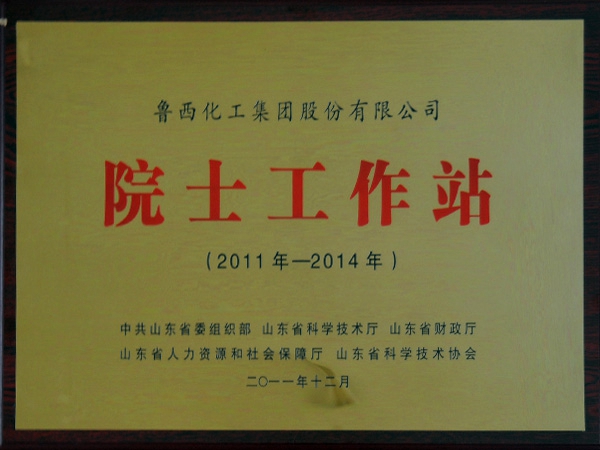 鲁西化工集团股份有限公司
院士工作站
（2011年—2014年）
中共山东省委组织部 山东省科学技术厅 山东省财政厅
山东省人力资源和社会保障厅 山东省科学技术协会
二〇一一年十二月